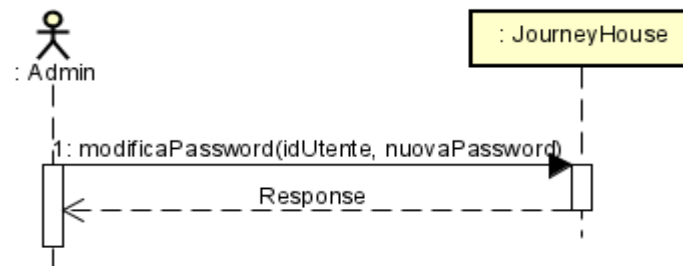 : JourneyHouse
: Admin
1: modificaPassword(idUtente, nuovaPassword)
Response